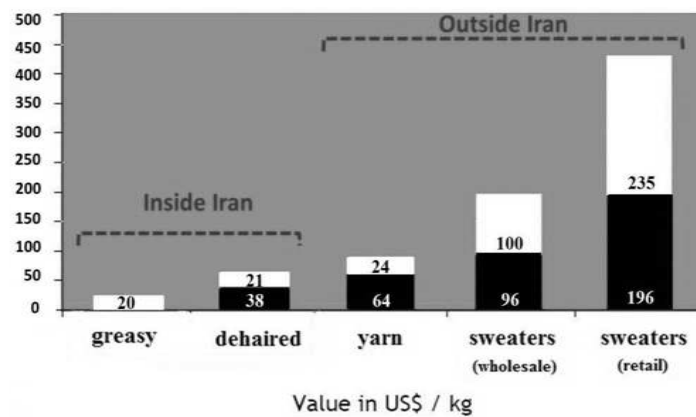 Outside Iran
Inside Iran
500
450
400
350
300
250
200
150
100
50
0
20
21
38
24
64
100
96
235
196
greasy
dehaired
yarn
sweaters
(wholesale)
sweaters
(retail)
Value in US$ / kg